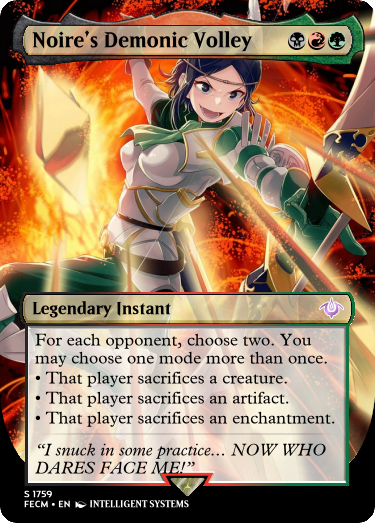 Noire's Demonic Volley
Legendary Instant
For each opponent, choose two. You
may choose one mode more than once.
• That player sacrifices a creature.
• That player sacrifices an artifact.
• That player sacrifices an enchantment.
“I snuck in some practice… NOW WHO
DARES FACE ME!”
S 1759
FECM • EN INTELLIGENT SYSTEMS